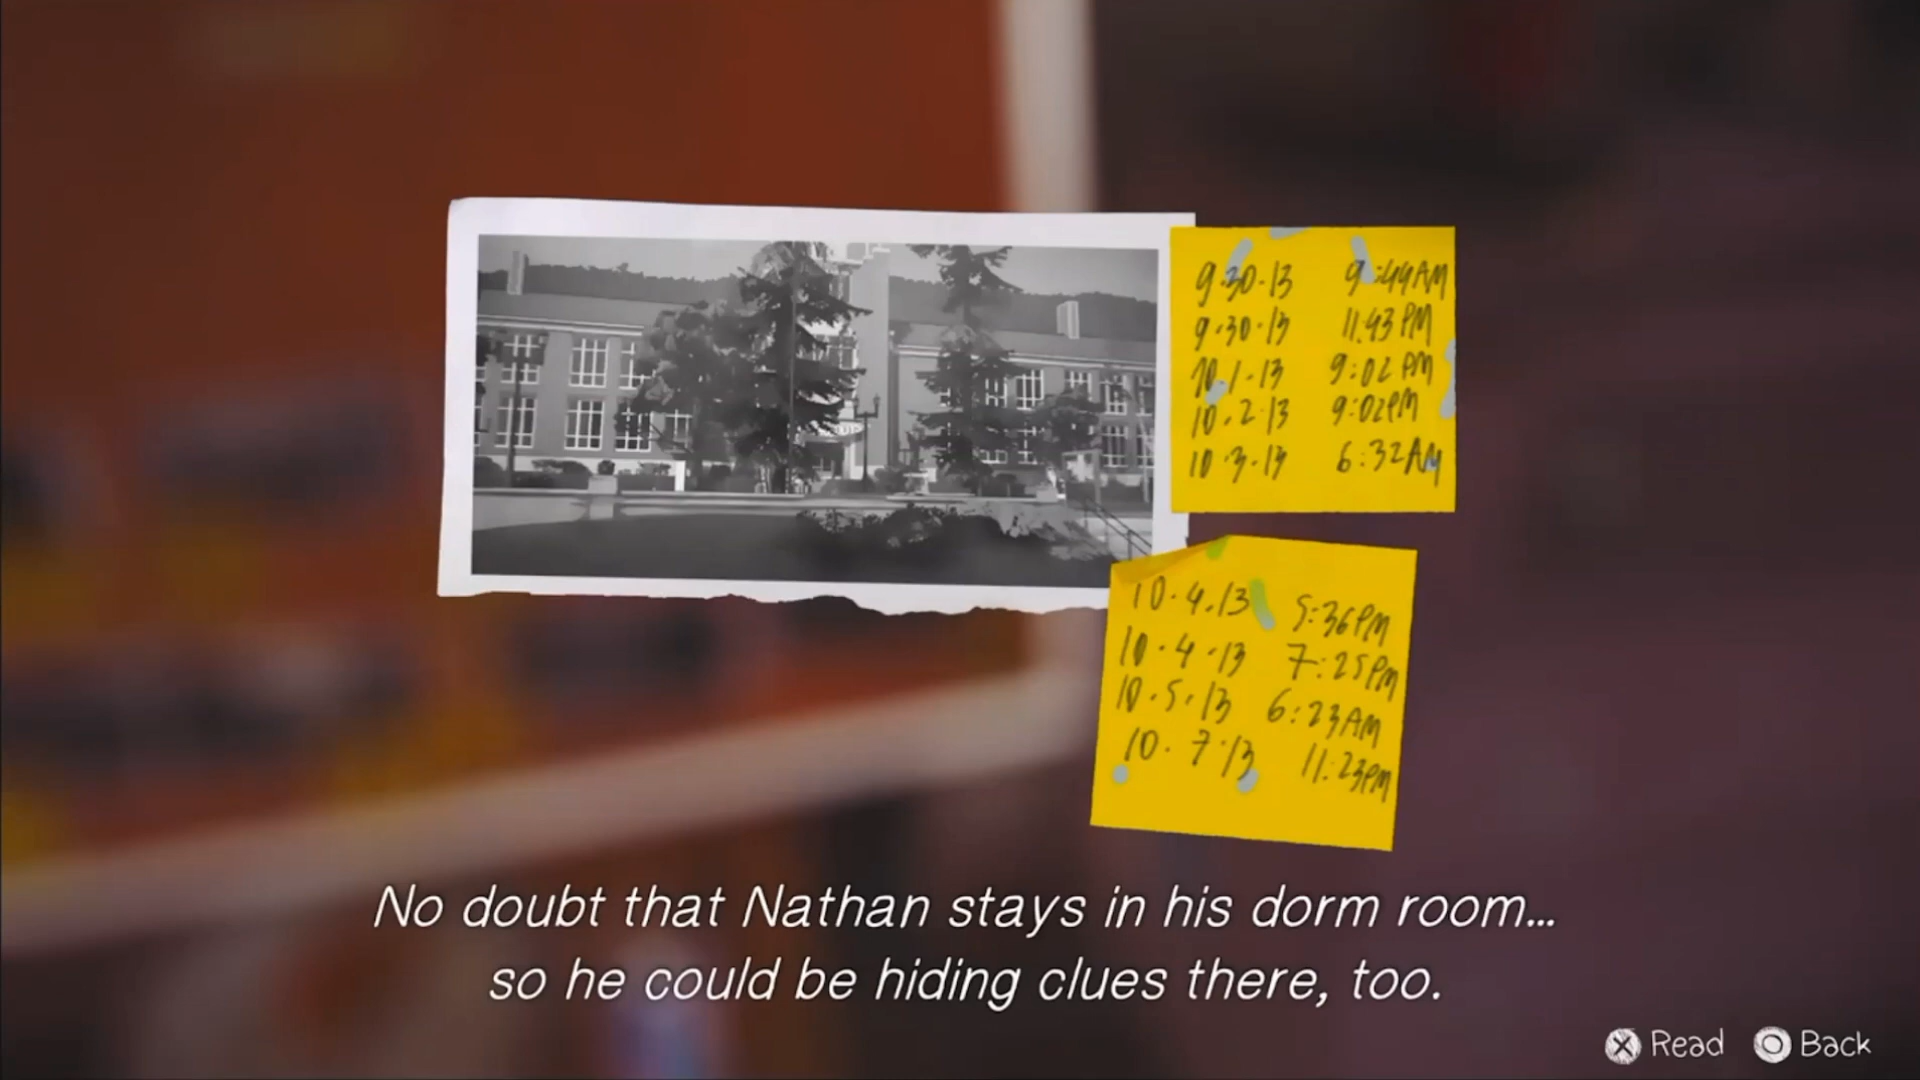 9.30.13 9:49AM
9.30.13 11:43PM
10.1.13 9:02PM
10.2.13 9:02PM
10.3.13 6:32AM
10.4.13 5:36PM
10.4.13 7:25PM
10.5.13 6:23AM
10.7.13 11:23PM
No doubt that Nathan stays in his dorm room...
so he could be hiding clues there, too.
Read Back